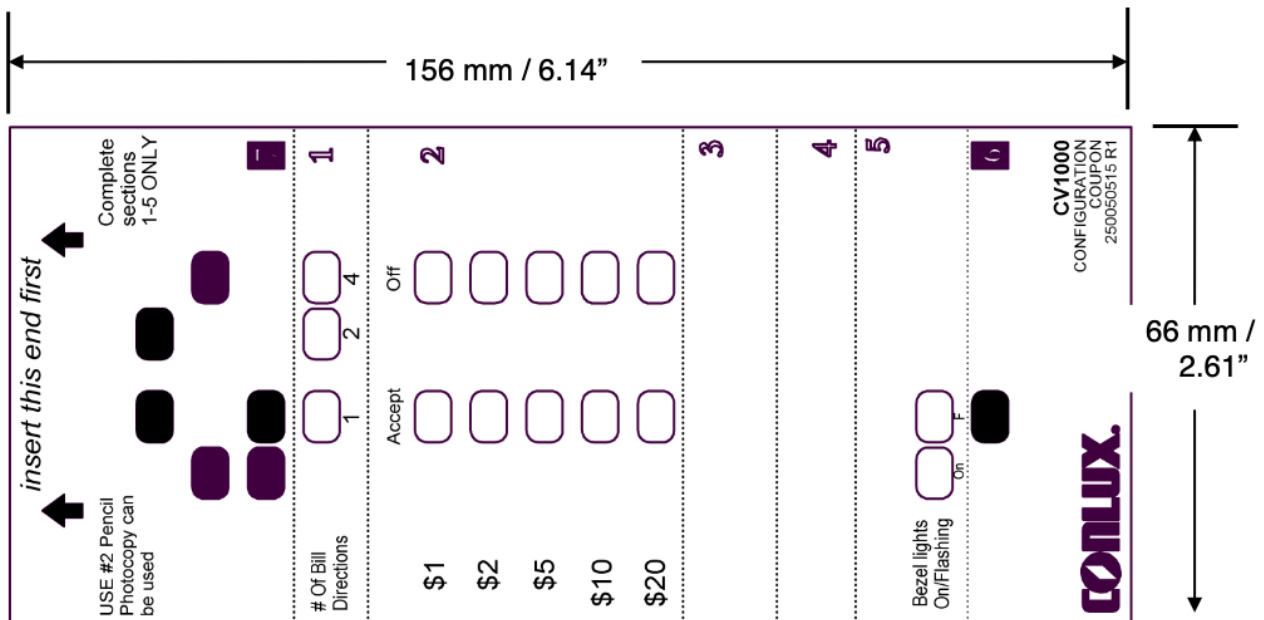 156 mm / 6.14”
66 mm /
2.61”
insert this end first
Complete
sections
1-5 ONLY
USE #2 Pencil
Photocopy can
be used
1
4
2
1
# Of Bill
Directions
2
Off
Accept
$1
$2
$5
$10
$20
3
4
5
F
On
Bezel lights
On/Flashing
6
CV1000
CONFIGURATION
COUPON
250050515 R1
CONLUX.